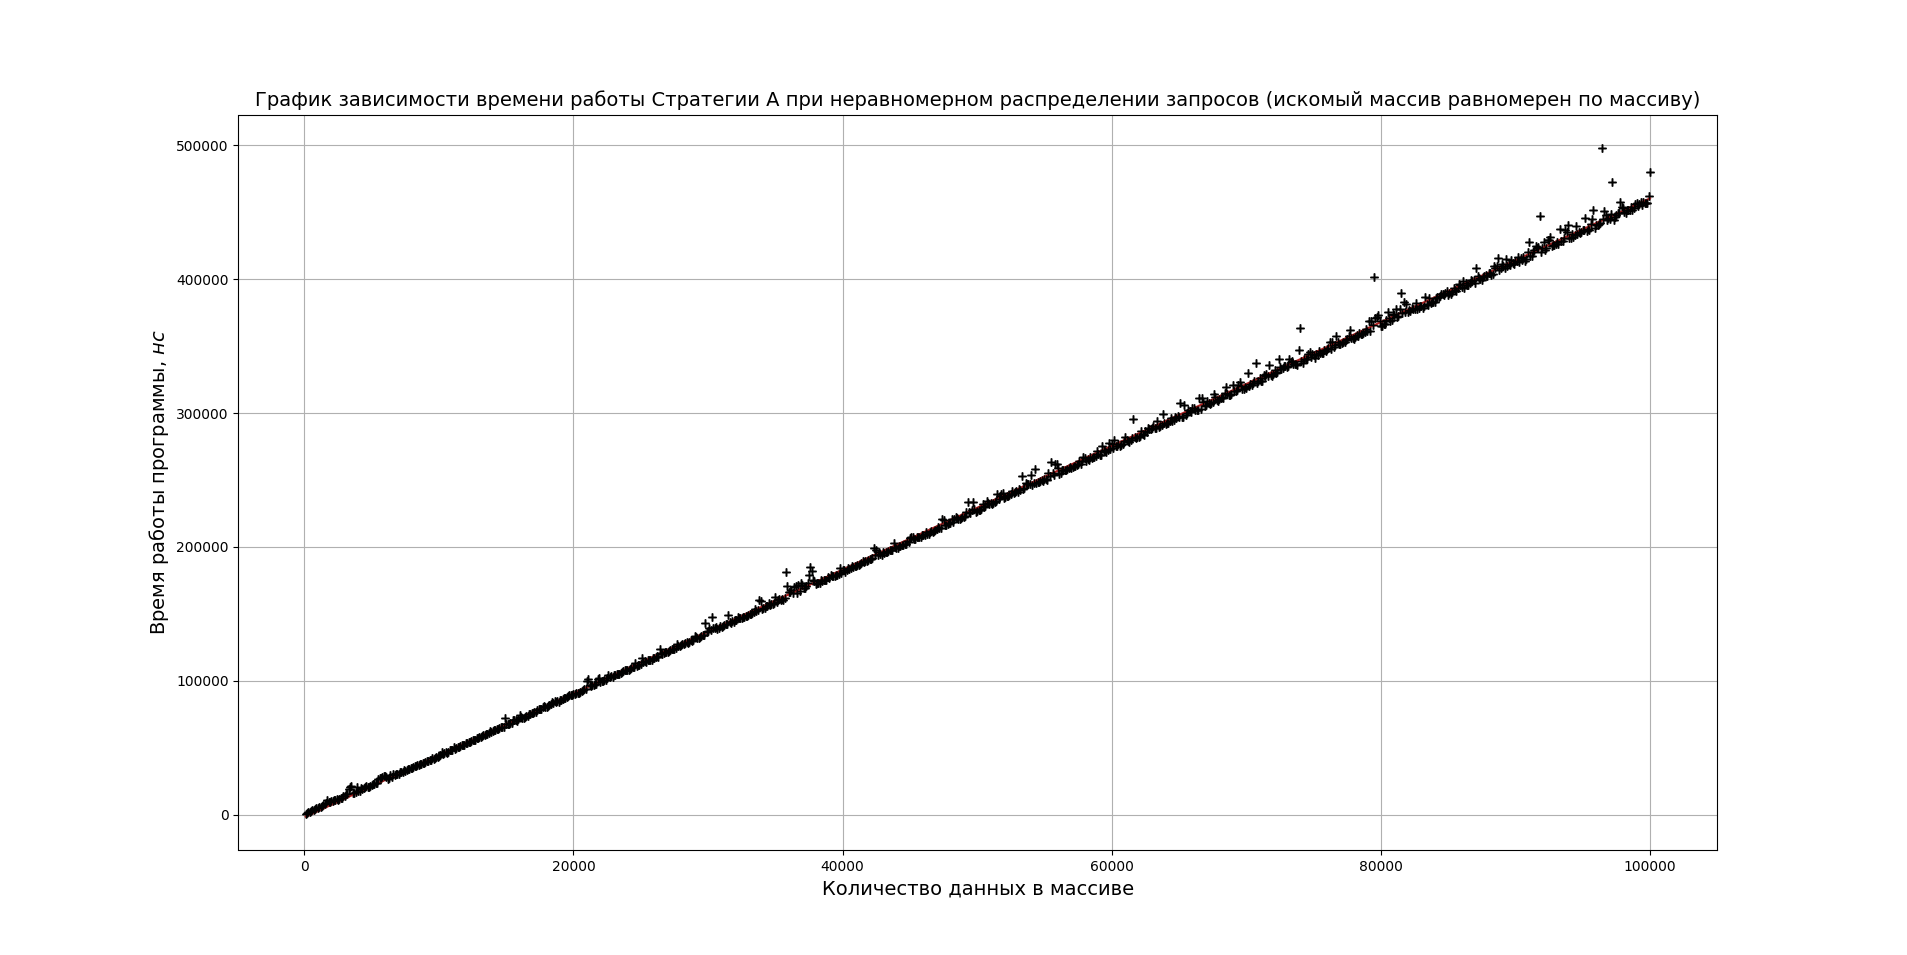 График зависимости времени работы Стратегии A при неравномерном распределении запросов (искомый массив равномерен по массиву)
Время работы программы, нс
500000
400000
300000
200000
100000
0
0 20000 40000 60000 80000 100000
Количество данных в массиве